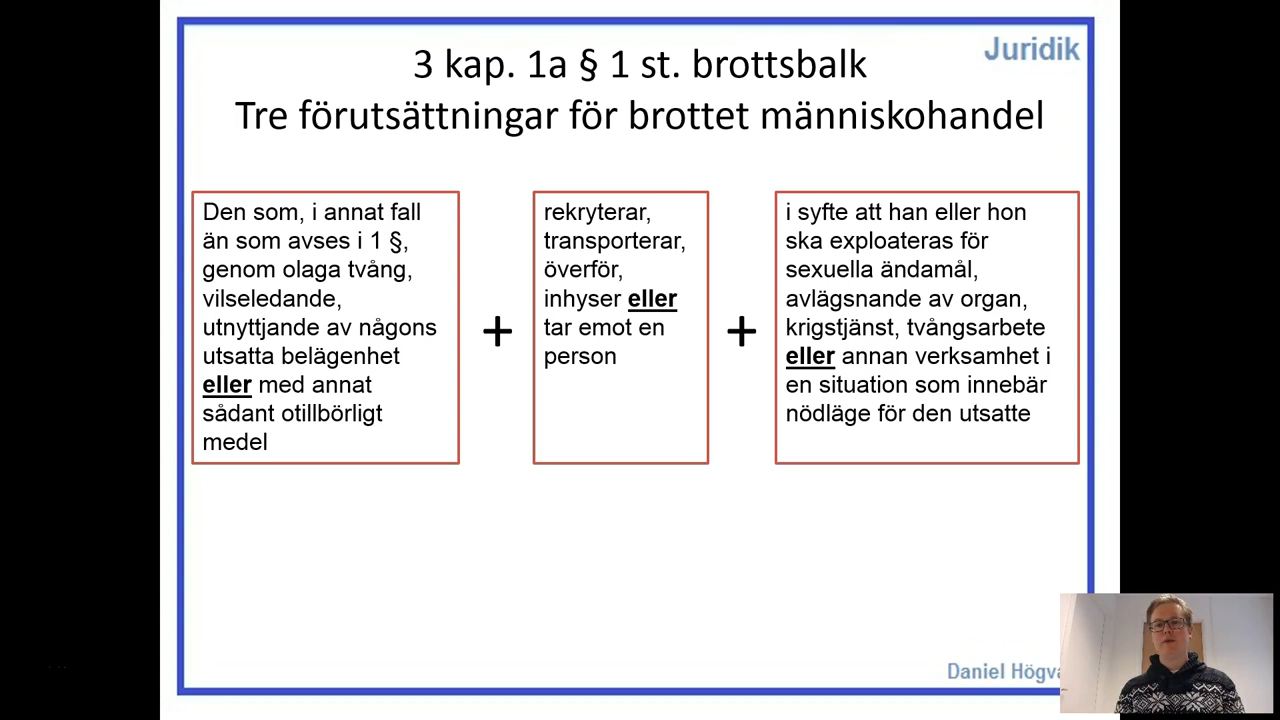 Juridik
3 kap. 1a § 1 st. brottsbalk
Tre förutsättningar för brottet människohandel
Den som, i annat fall
än som avses i 1 §,
genom olaga tvång,
vilseledande,
utnyttjande av någons
utsatta belägenhet
eller med annat
sådant otillbörligt
medel
+
rekryterar,
transporterar,
överför,
inhyser eller
tar emot en
person
+
i syfte att han eller hon
ska exploateras för
sexuella ändamål,
avlägsnande av organ,
krigstjänst, tvångsarbete
eller annan verksamhet i
en situation som innebär
nödläge för den utsatte
Daniel